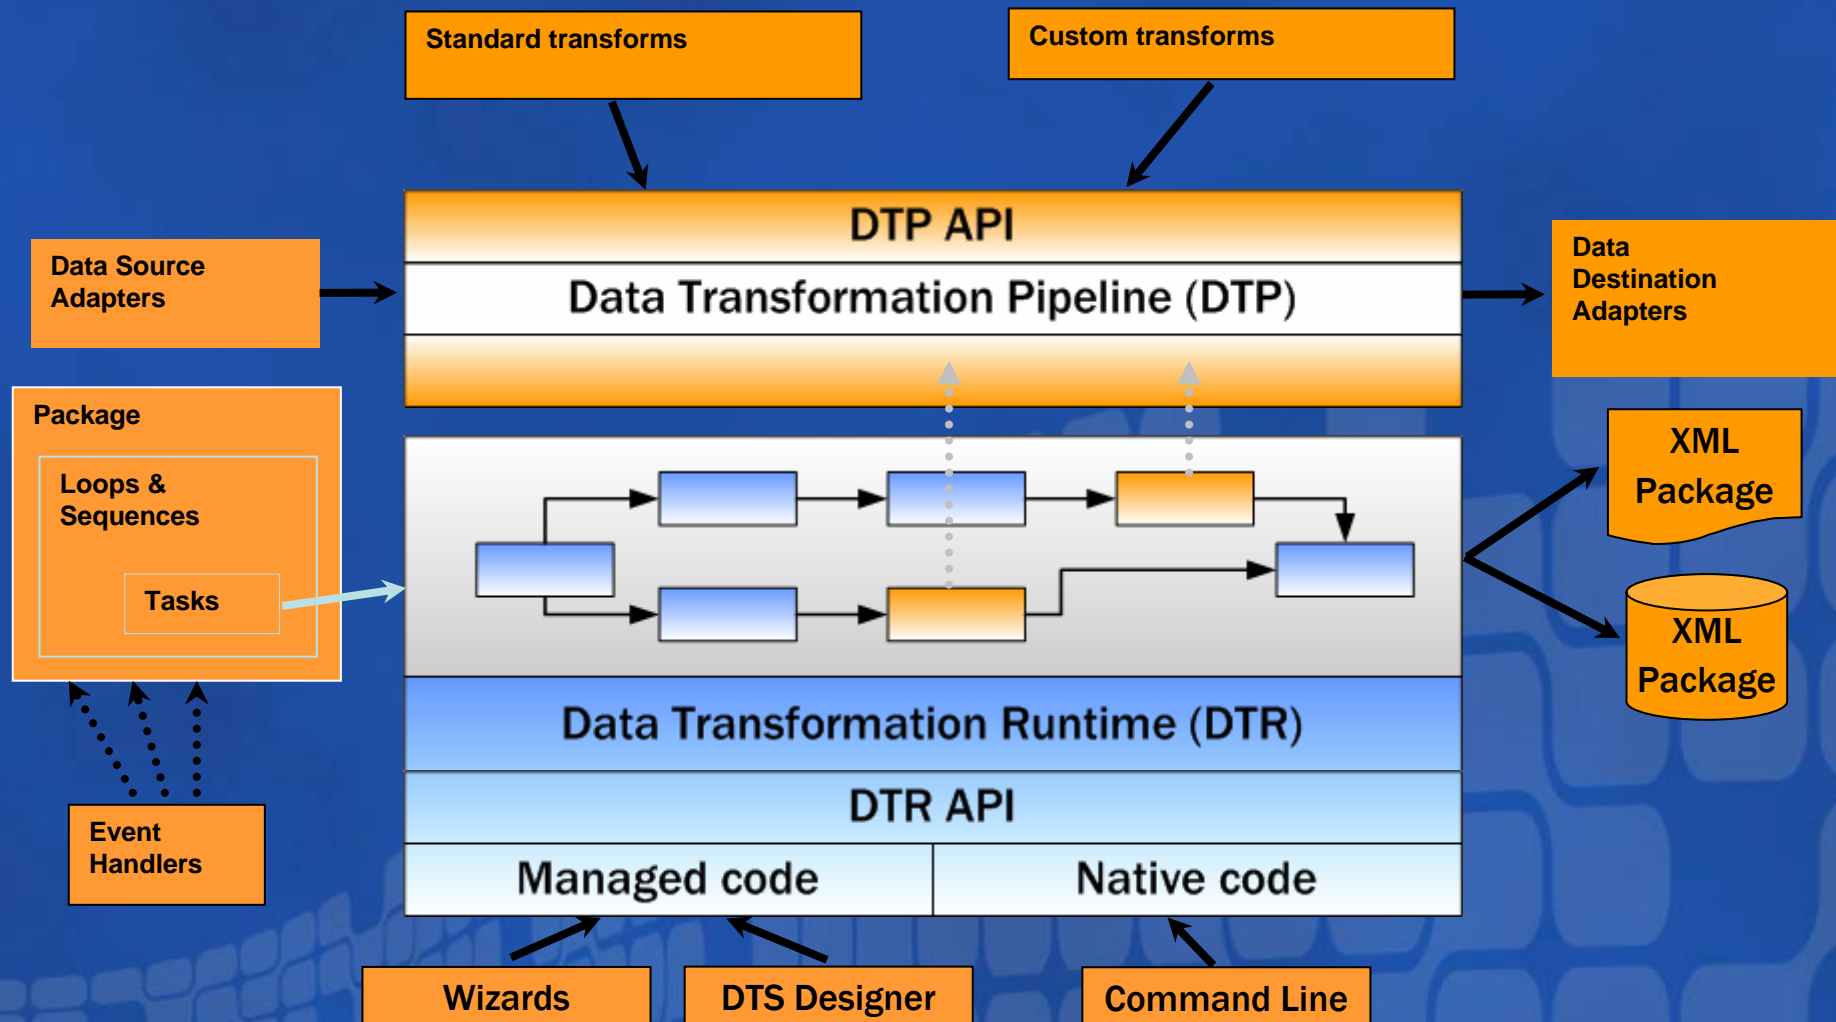 Standard transforms
Custom transforms
DTP API
Data Source
Adapters
Data Transformation Pipeline (DTP)
Data
Destination
Adapters
Package
Loops &
Sequences
Tasks
XML
Package
XML
Package
Data Transformation Runtime (DTR)
DTR API
Event
Handlers
Managed code
Native code
Wizards
DTS Designer
Command Line